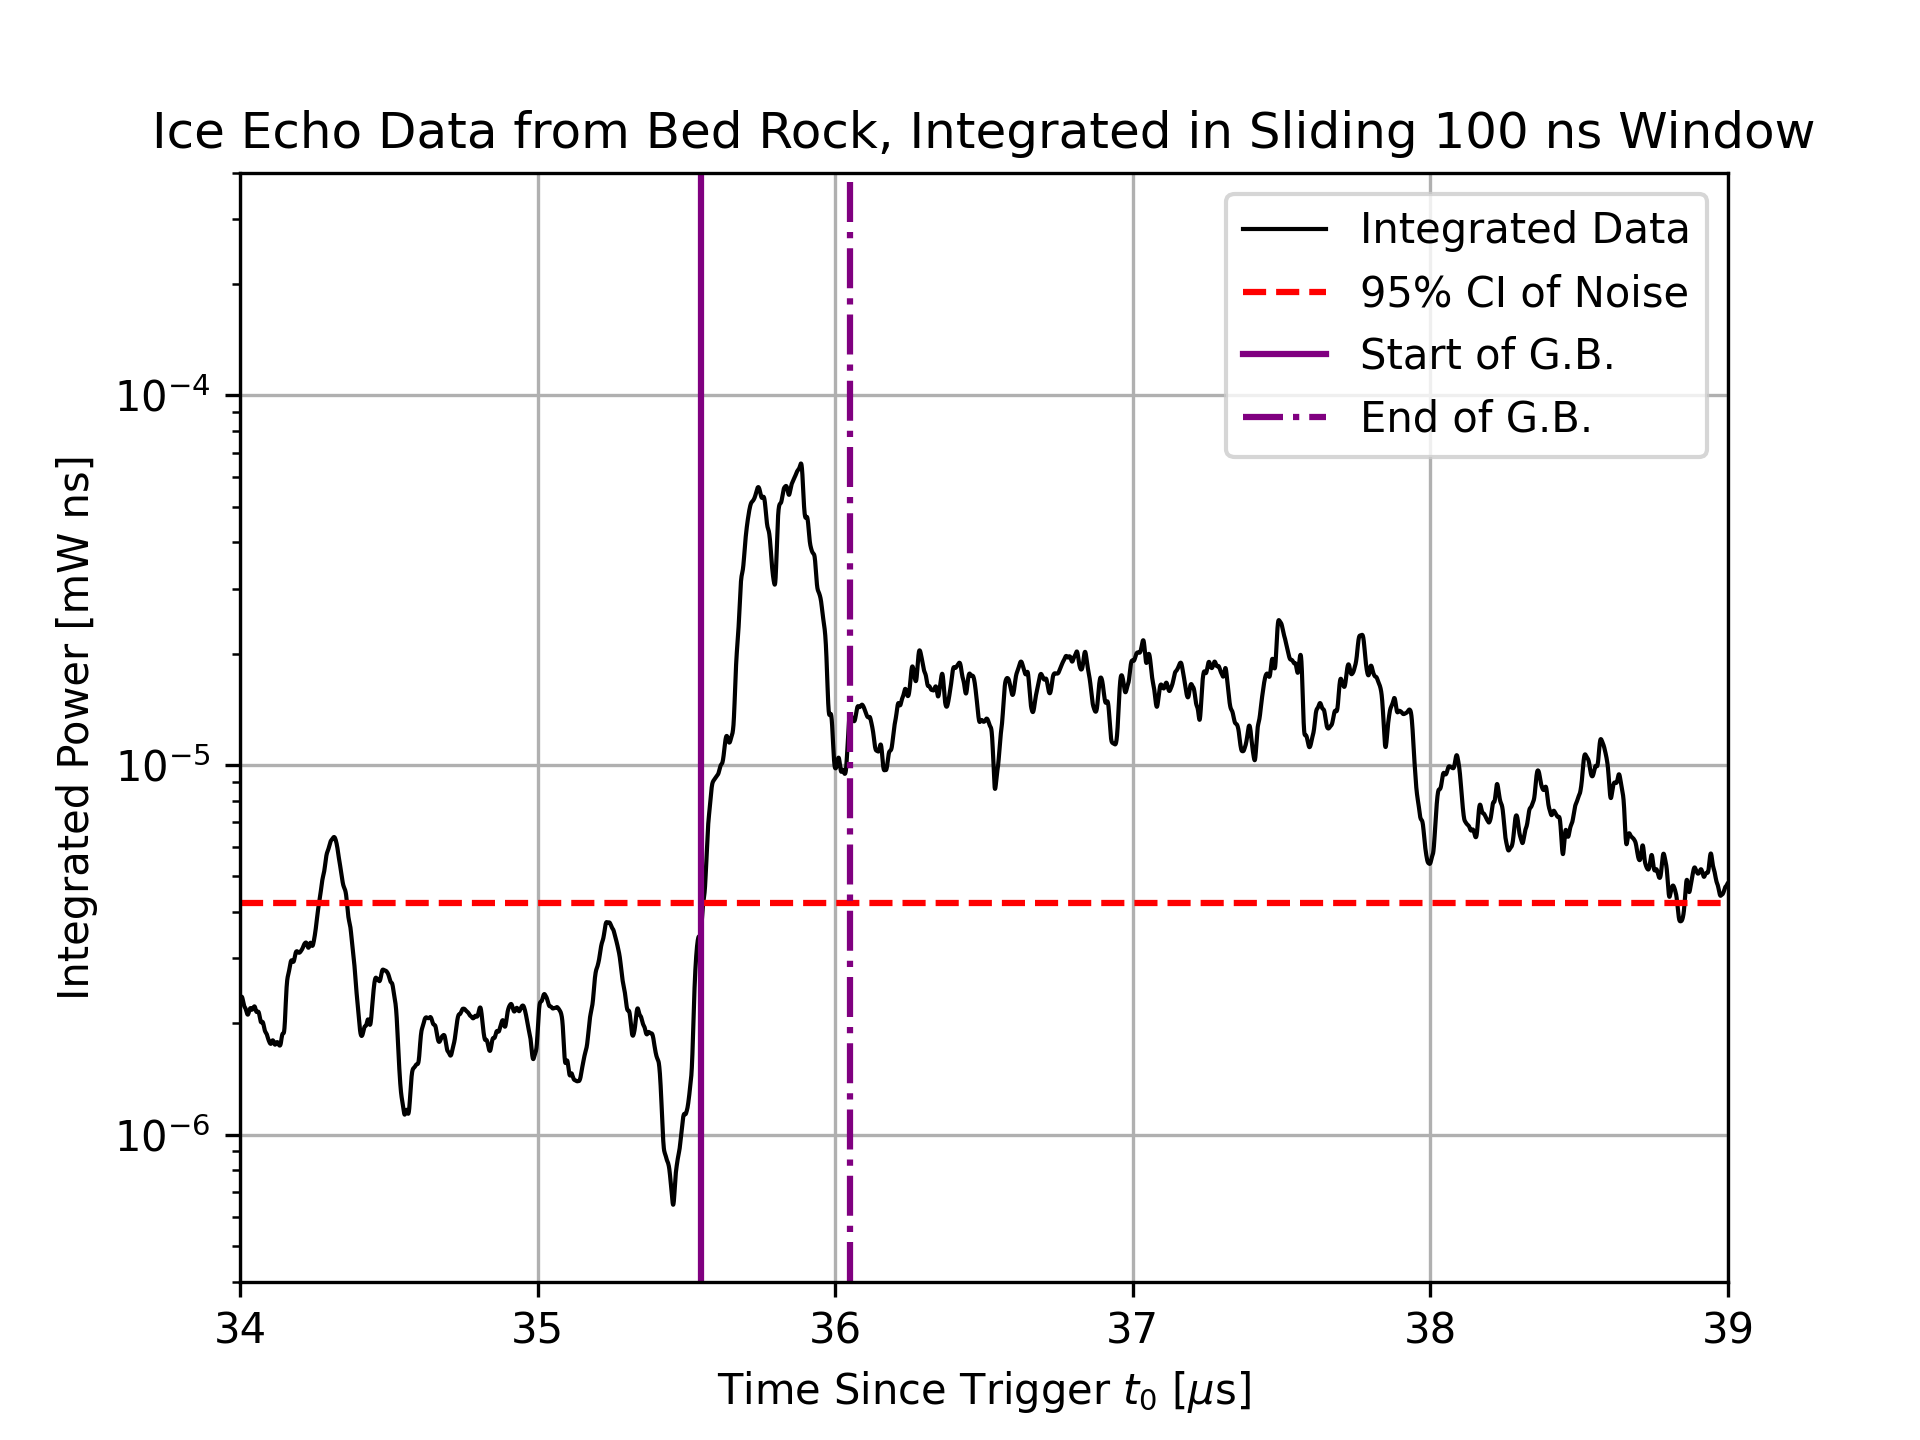 Ice Echo Data from Bed Rock, Integrated in Sliding 100 ns Window
Integrated Power [mW ns]
10⁻⁴
10⁻⁵
10⁻⁶
Integrated Data
95% CI of Noise
Start of G.B.
End of G.B.
34 35 36 37 38 39
Time Since Trigger t₀ [μs]